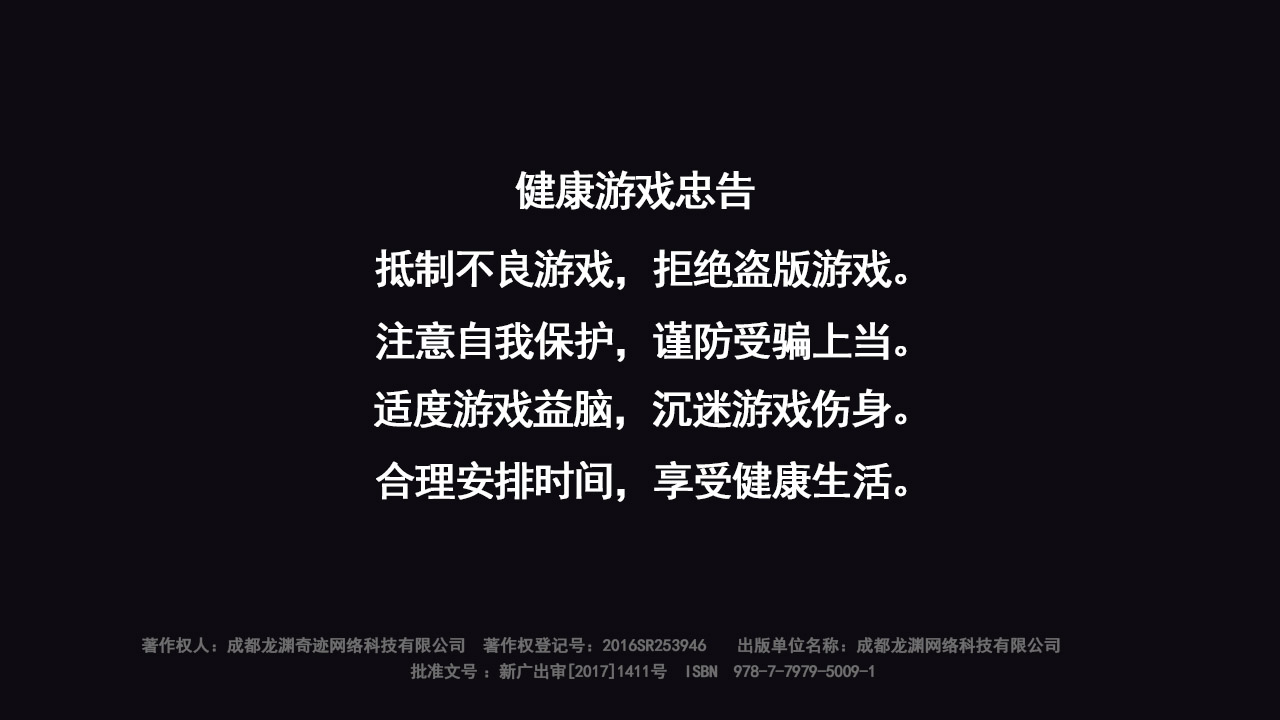 健康游戏忠告
抵制不良游戏，拒绝盗版游戏。
注意自我保护，谨防受骗上当。
适度游戏益脑，沉迷游戏伤身。
合理安排时间，享受健康生活。
著作权人：成都龙渊奇迹网络科技有限公司 著作权登记号：2016SR253946 出版单位名称：成都龙渊网络科技有限公司
批准文号 ：新广出审[2017]1411号 ISBN 978-7-7979-5009-1